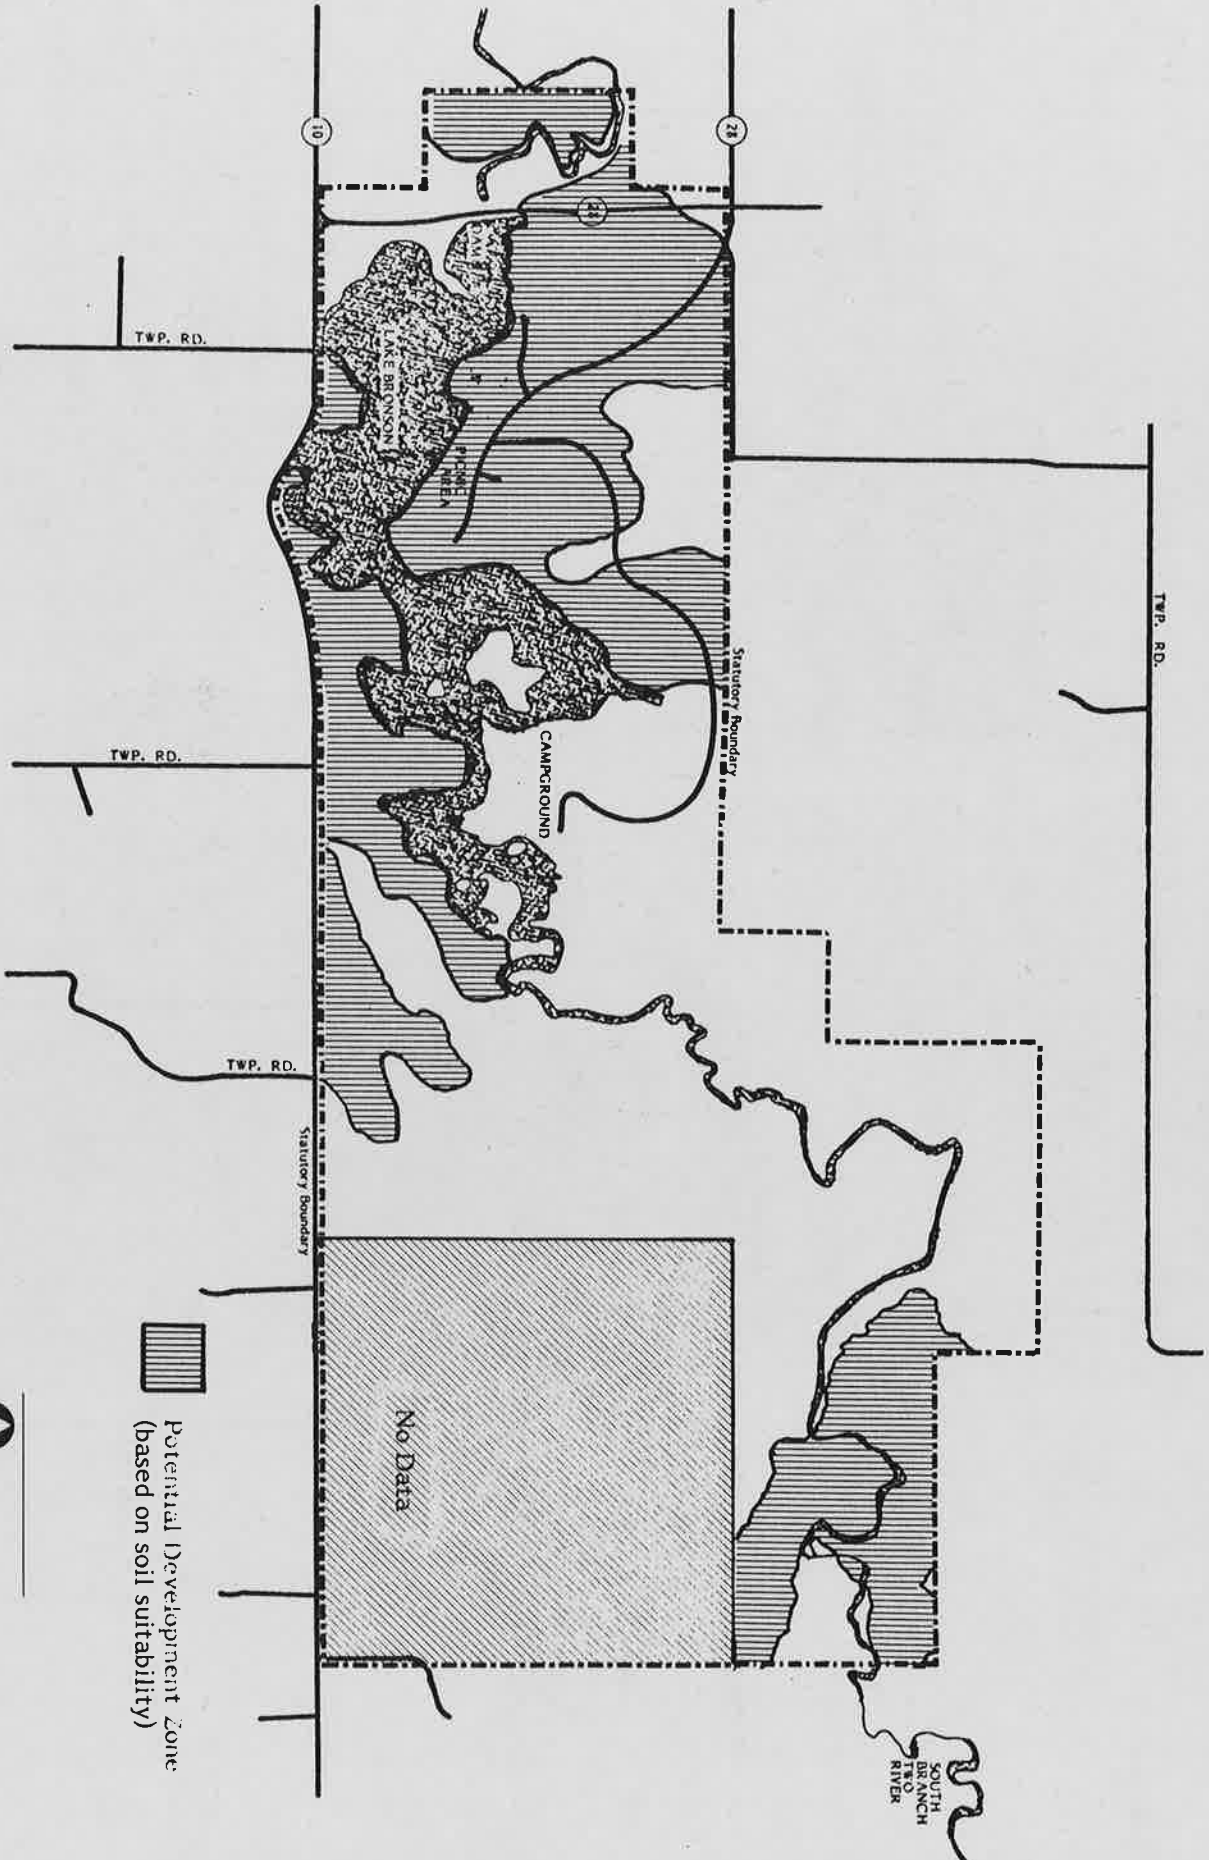 28
10
28
TWP. RD.
DAM
LAKE BRONSON
PICNIC
AREA
TWP. RD.
Statutory Boundary
CAMPGROUND
TWP. RD.
TWP. RD.
Statutory Boundary
No Data
Potential Development Zone
(based on soil suitability)
SOUTH
BRANCH
TWO
RIVER